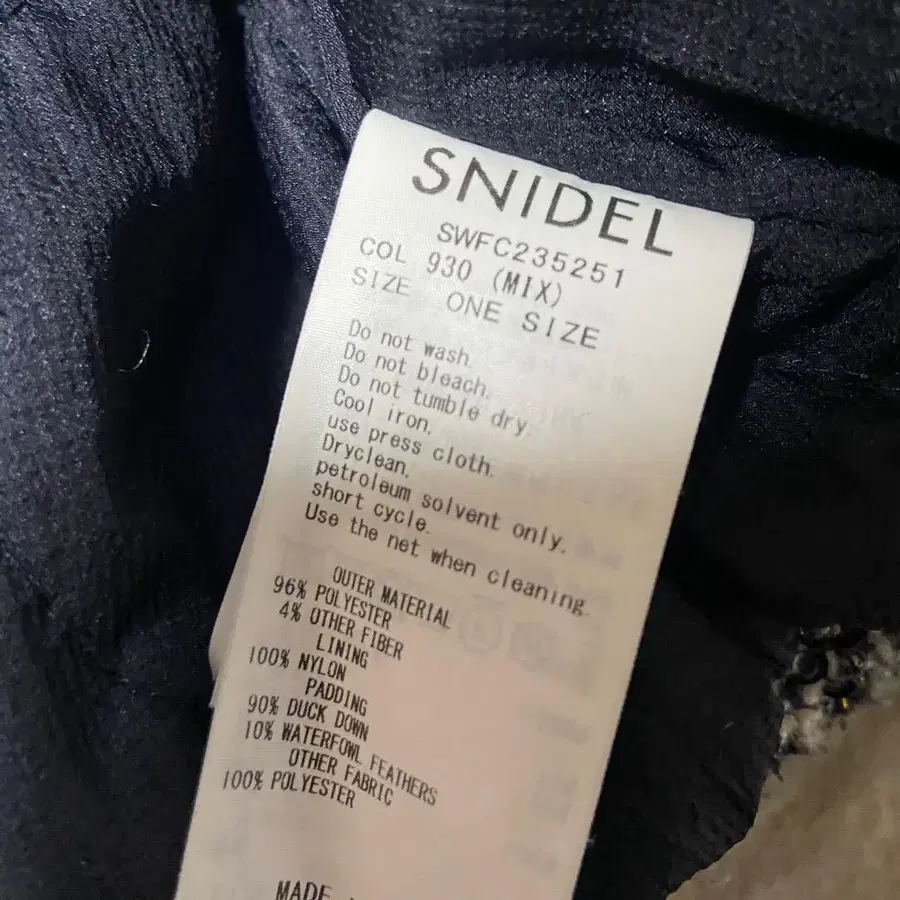 SNIDEL
SWFC235251
COL 930 (MIX)
SIZE ONE SIZE
Do not wash.
Do not bleach.
Do not tumble dry.
Cool iron,
use press cloth.
Dryclean.
petroleum solvent only.
short cycle.
Use the net when cleaning.
OUTER MATERIAL
96% POLYESTER
4% OTHER FIBER
LINING
100% NYLON
PADDING
90% DUCK DOWN
10% WATERFOWL FEATHERS
OTHER FABRIC
100% POLYESTER
MADE